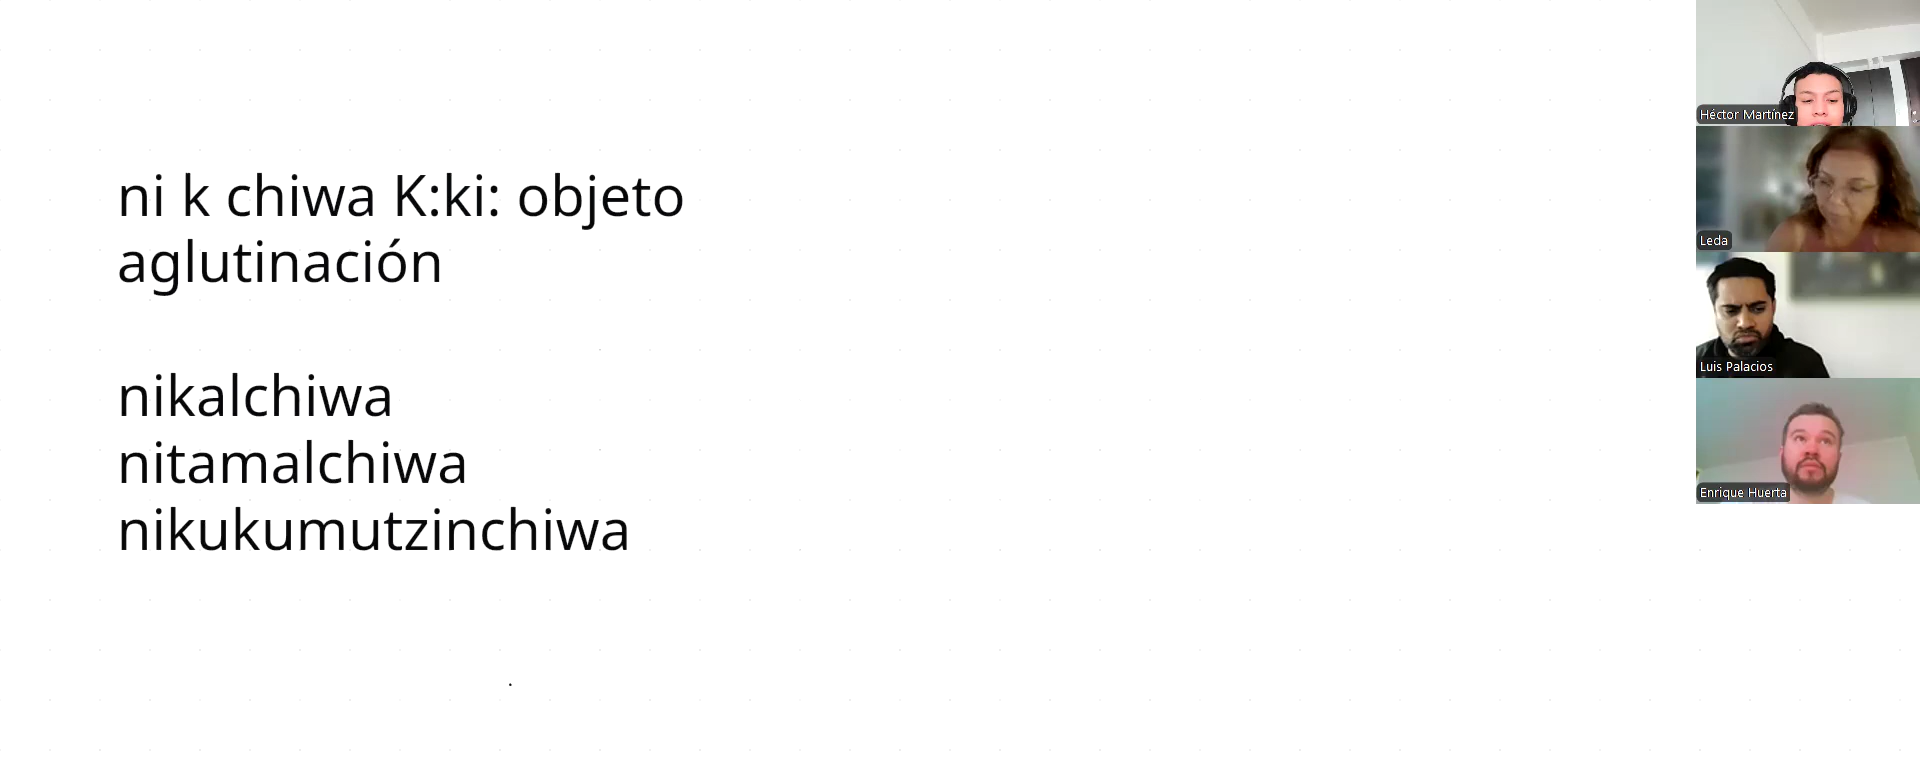 ni k chiwa K:ki: objeto
aglutinación
nikalchiwa
nitamalchiwa
nikukumutzinchiwa
Héctor Martínez
Leda
Luis Palacios
Enrique Huerta